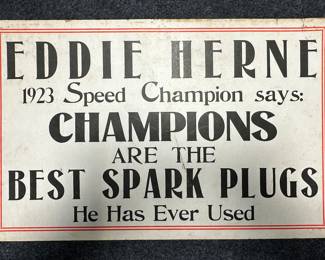 EDDIE HERNE
1923 Speed Champion says:
CHAMPIONS
ARE THE
BEST SPARK PLUGS
He Has Ever Used